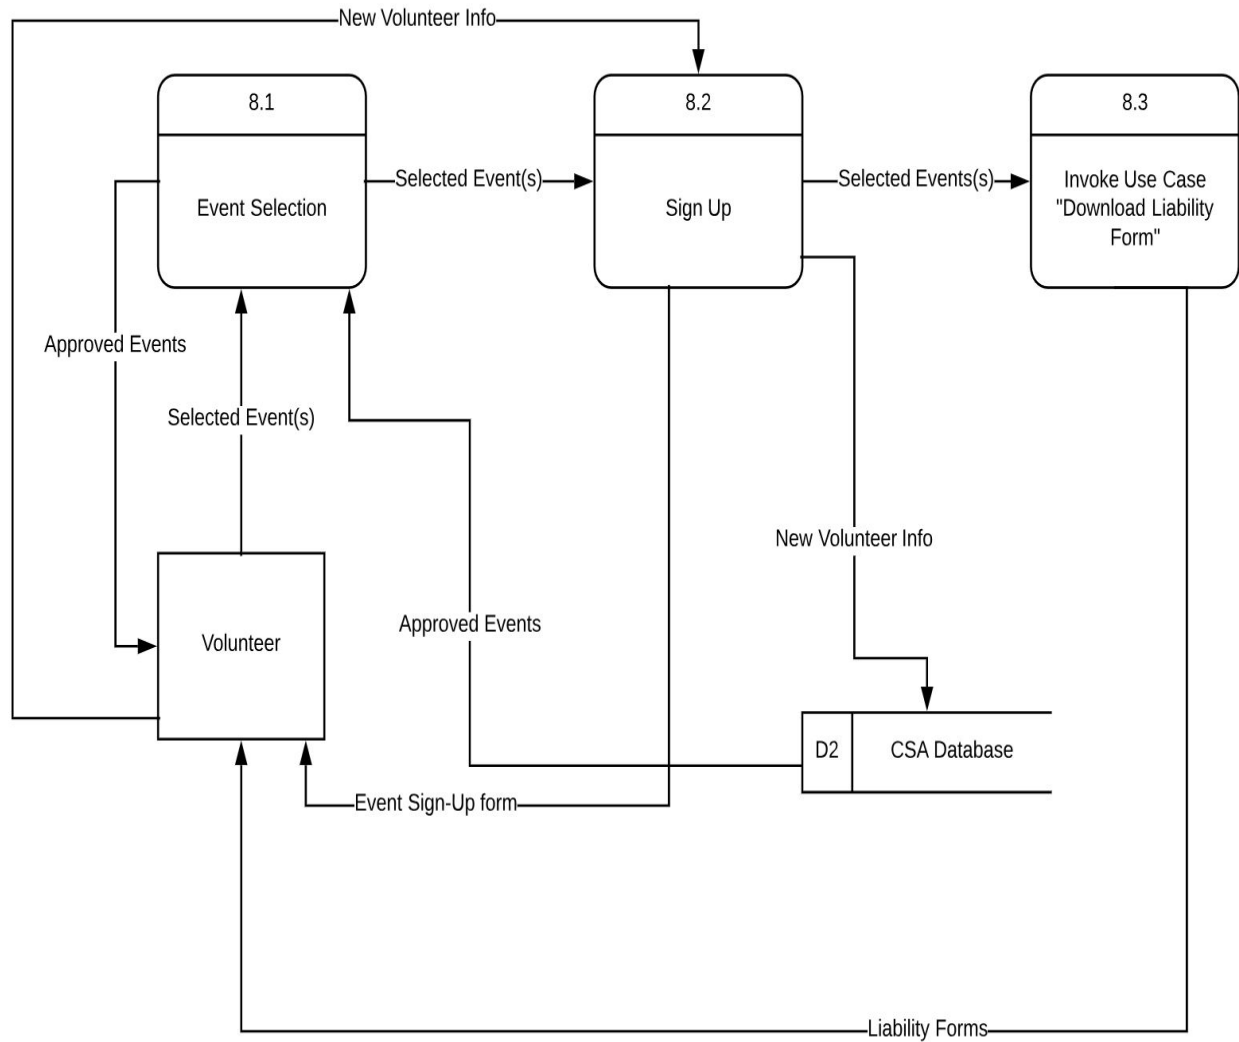 New Volunteer Info
8.1
8.2
8.3
Selected Event(s)
Selected Events(s)
Event Selection
Sign Up
Invoke Use Case
"Download Liability
Form"
Approved Events
Selected Event(s)
New Volunteer Info
Approved Events
Volunteer
D2
CSA Database
Event Sign-Up form
Liability Forms